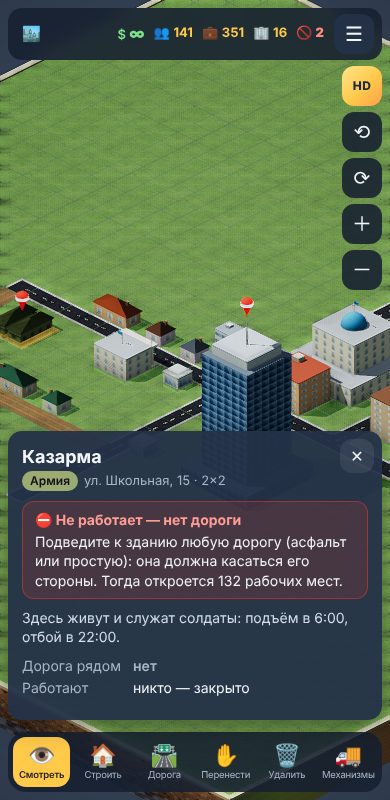 $ ∞ 141 351 16 2
HD
Казарма
Армия ул. Школьная, 15 · 2×2
Не работает — нет дороги
Подведите к зданию любую дорогу (асфальт
или простую): она должна касаться его
стороны. Тогда откроется 132 рабочих мест.
Здесь живут и служат солдаты: подъём в 6:00,
отбой в 22:00.
Дорога рядом нет
Работают никто — закрыто
Смотреть Строить Дорога Перенести Удалить Механизмы